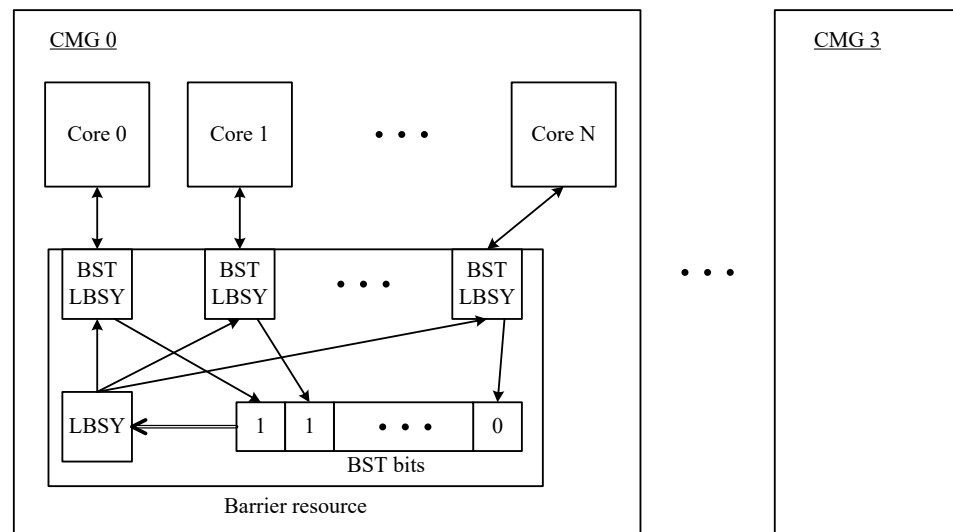 CMG 0
CMG 3
Core 0
Core 1
• • •
Core N
BST
LBSY
BST
LBSY
• • •
BST
LBSY
• • •
LBSY
1
1
• • •
0
BST bits
Barrier resource